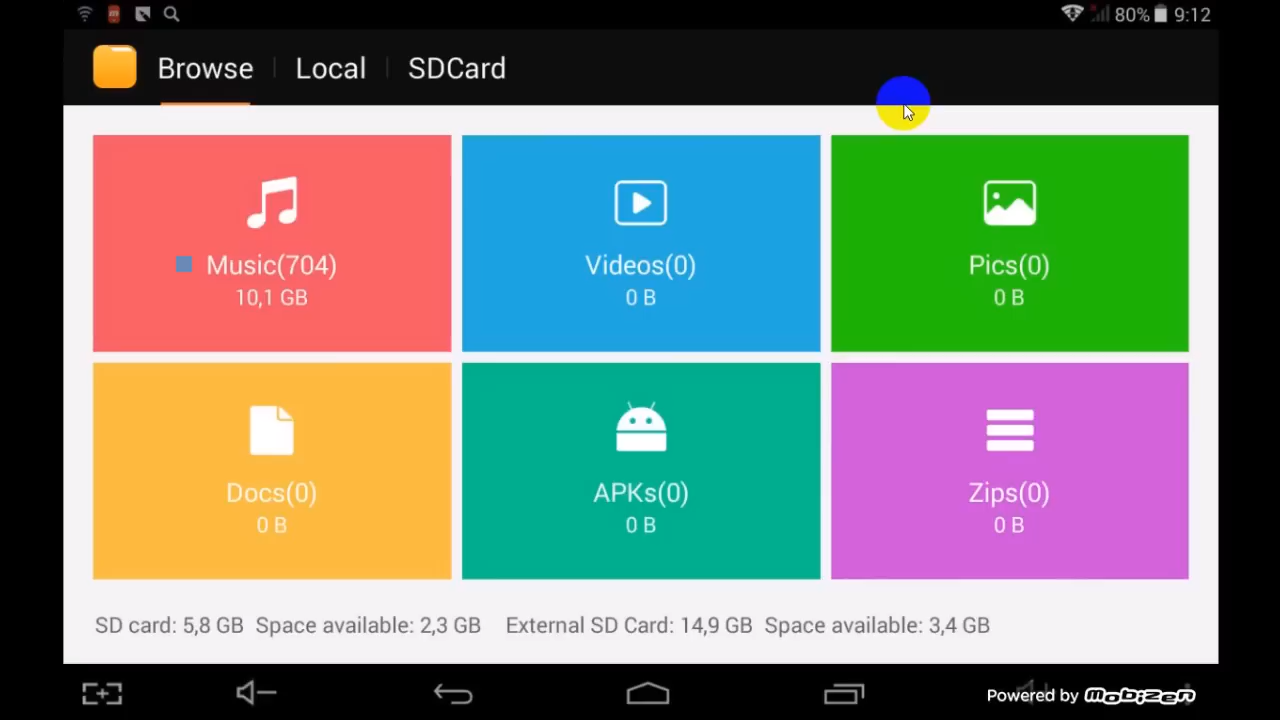 80% 9:12
Browse Local SDCard
Music(704)
10,1 GB
Videos(0)
0 B
Pics(0)
0 B
Docs(0)
0 B
APKs(0)
0 B
Zips(0)
0 B
SD card: 5,8 GB Space available: 2,3 GB External SD Card: 14,9 GB Space available: 3,4 GB
Powered by Mobizen